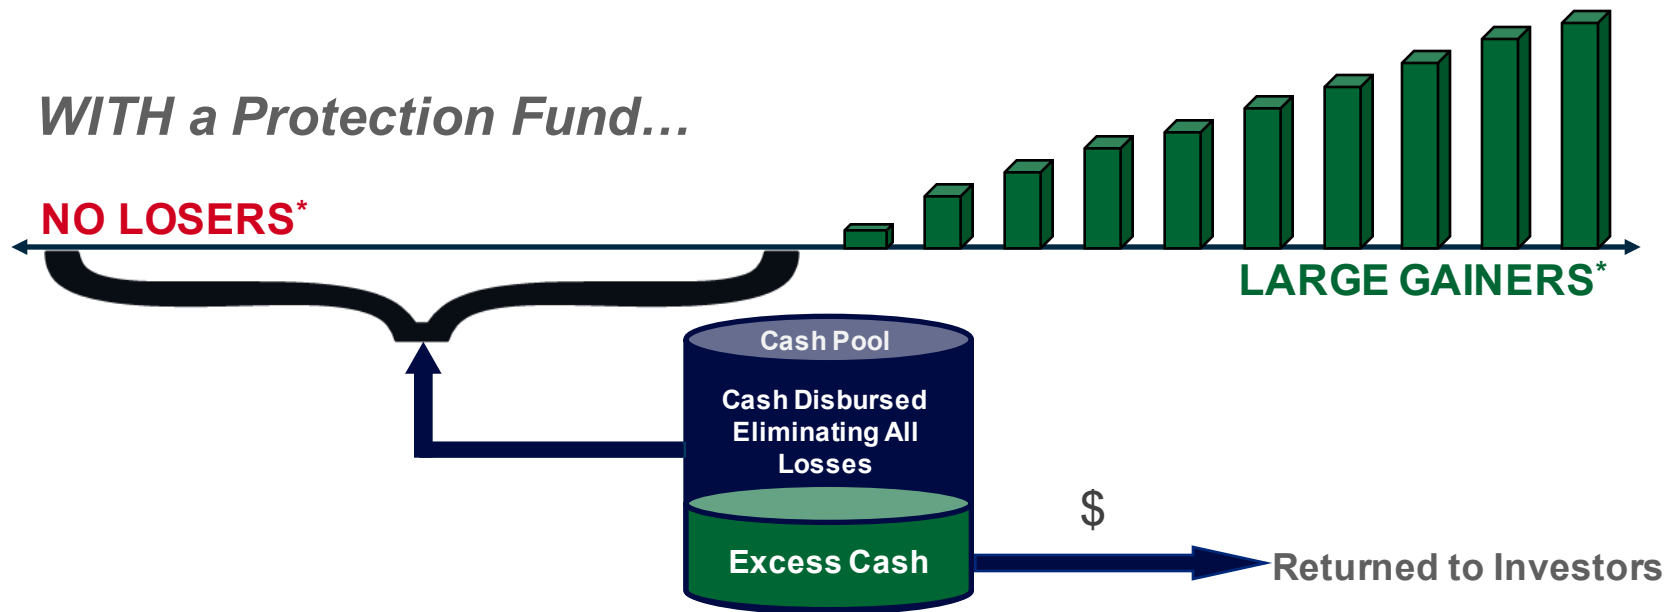 WITH a Protection Fund…
NO LOSERS*
LARGE GAINERS*
Cash Pool
Cash Disbursed
Eliminating All
Losses
$
Excess Cash
Returned to Investors